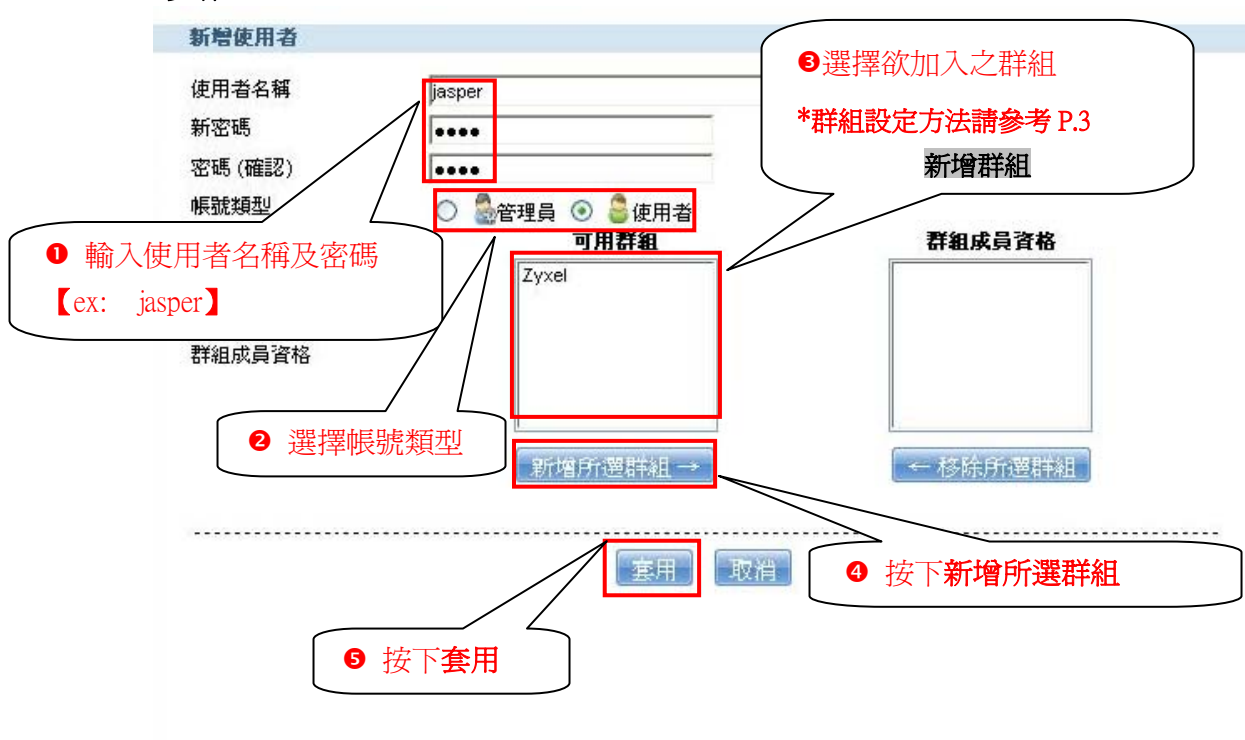 新增使用者
使用者名稱
jasper
新密碼
••••
密碼 (確認)
••••
帳號類型
管理員
使用者
❸選擇欲加入之群組
*群組設定方法請參考 P.3
新增群組
❶ 輸入使用者名稱及密碼
【ex: jasper】
可用群組
群組成員資格
Zyxel
群組成員資格
❷ 選擇帳號類型
新增所選群組 →
← 移除所選群組
套用
取消
❹ 按下新增所選群組
❺ 按下套用